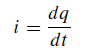 i = dq/dt